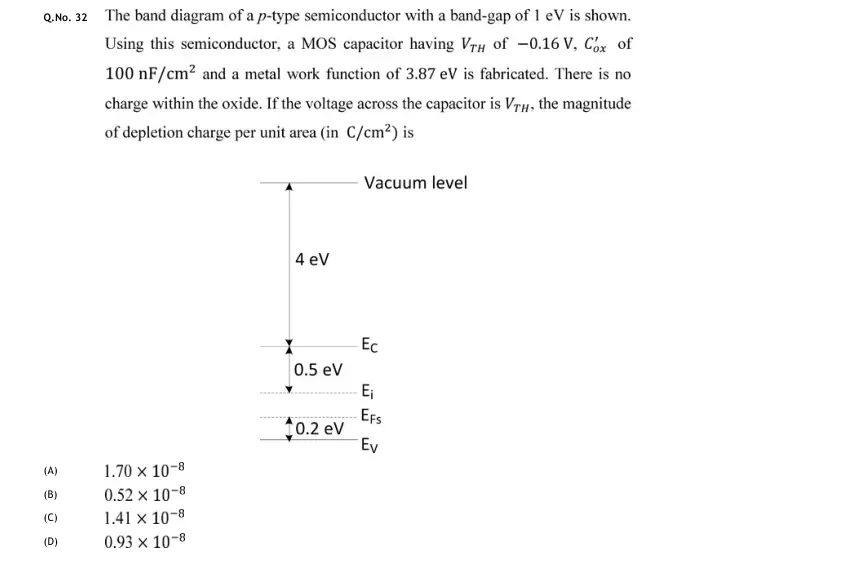 Q.No. 32 The band diagram of a p-type semiconductor with a band-gap of 1 eV is shown.
Using this semiconductor, a MOS capacitor having V_TH of −0.16 V, C′_ox of
100 nF/cm² and a metal work function of 3.87 eV is fabricated. There is no
charge within the oxide. If the voltage across the capacitor is V_TH, the magnitude
of depletion charge per unit area (in C/cm²) is
Vacuum level
4 eV
E_C
0.5 eV
E_i
E_FS
0.2 eV
E_V
(A) 1.70 × 10⁻⁸
(B) 0.52 × 10⁻⁸
(C) 1.41 × 10⁻⁸
(D) 0.93 × 10⁻⁸